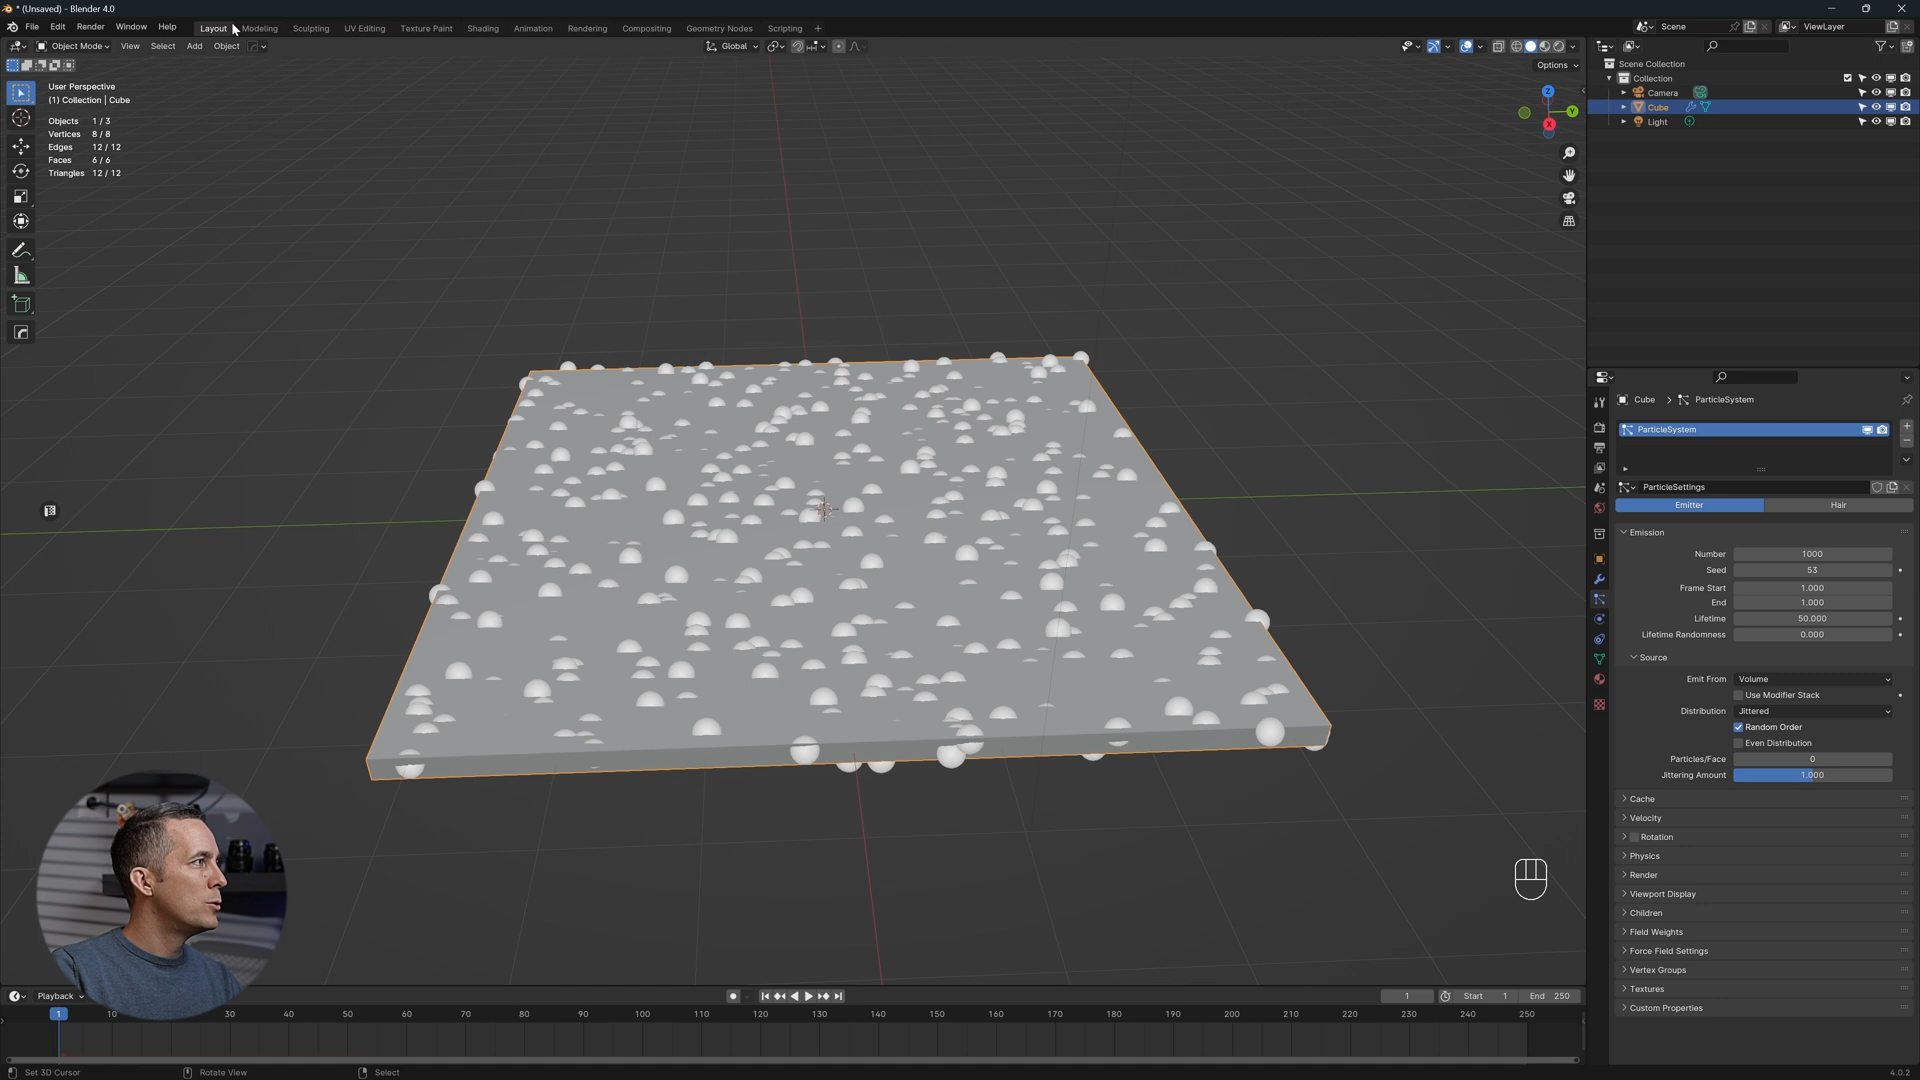 * (Unsaved) - Blender 4.0
File Edit Render Window Help Layout Modeling Sculpting UV Editing Texture Paint Shading Animation Rendering Compositing Geometry Nodes Scripting + Scene ViewLayer
Object Mode View Select Add Object Global
Options
User Perspective
(1) Collection | Cube
Objects 1 / 3
Vertices 8 / 8
Edges 12 / 12
Faces 6 / 6
Triangles 12 / 12
Z
Y
X
Scene Collection
Collection
Camera
Cube
Light
Cube > ParticleSystem
ParticleSystem
ParticleSettings
Emitter Hair
Emission
Number 1000
Seed 53
Frame Start 1.000
End 1.000
Lifetime 50.000
Lifetime Randomness 0.000
Source
Emit From Volume
Use Modifier Stack
Distribution Jittered
Random Order
Even Distribution
Particles/Face 0
Jittering Amount 1.000
Cache
Velocity
Rotation
Physics
Render
Viewport Display
Children
Field Weights
Force Field Settings
Vertex Groups
Textures
Custom Properties
Playback 1 Start 1 End 250
1 10 30 40 50 60 70 80 90 100 110 120 130 140 150 160 170 180 190 200 210 220 230 240 250
Set 3D Cursor Rotate View Select 4.0.2